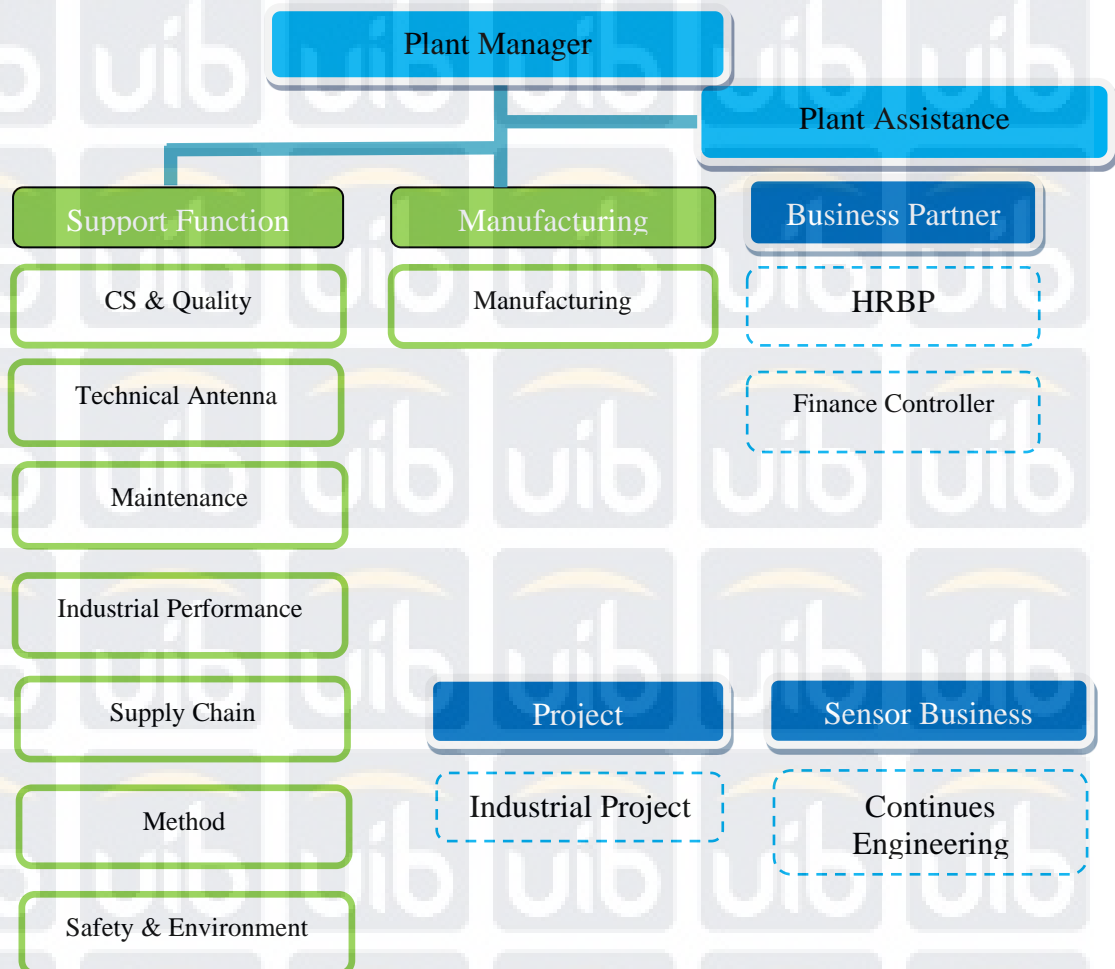 Plant Manager
Plant Assistance
Support Function
Manufacturing
Business Partner
CS & Quality
Manufacturing
HRBP
Technical Antenna
Finance Controller
Maintenance
Industrial Performance
Supply Chain
Project
Sensor Business
Method
Industrial Project
Continues
Engineering
Safety & Environment
uib